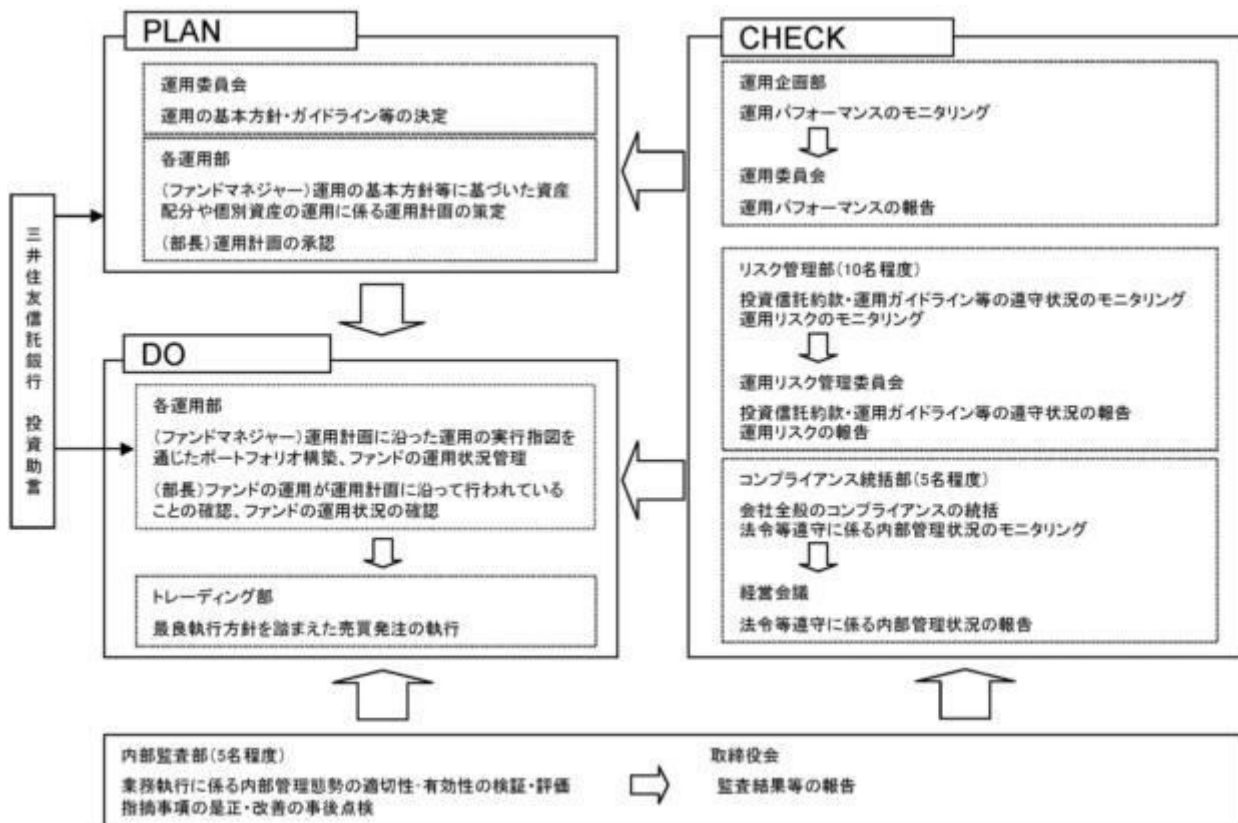 PLAN
運用委員会
運用の基本方針・ガイドライン等の決定
各運用部
(ファンドマネジャー)運用の基本方針等に基づいた資産
配分や個別資産の運用に係る運用計画の策定
(部長)運用計画の承認
三井住友信託銀行 投資助言
DO
各運用部
(ファンドマネジャー)運用計画に沿った運用の実行指図を
通じたポートフォリオ構築、ファンドの運用状況管理
(部長)ファンドの運用が運用計画に沿って行われている
ことの確認、ファンドの運用状況の確認
トレーディング部
最良執行方針を踏まえた売買発注の執行
CHECK
運用企画部
運用パフォーマンスのモニタリング
運用委員会
運用パフォーマンスの報告
リスク管理部(10名程度)
投資信託約款・運用ガイドライン等の遵守状況のモニタリング
運用リスクのモニタリング
運用リスク管理委員会
投資信託約款・運用ガイドライン等の遵守状況の報告
運用リスクの報告
コンプライアンス統括部(5名程度)
会社全般のコンプライアンスの統括
法令等遵守に係る内部管理状況のモニタリング
経営会議
法令等遵守に係る内部管理状況の報告
内部監査部(5名程度)
業務執行に係る内部管理態勢の適切性・有効性の検証・評価
指摘事項の是正・改善の事後点検
取締役会
監査結果等の報告